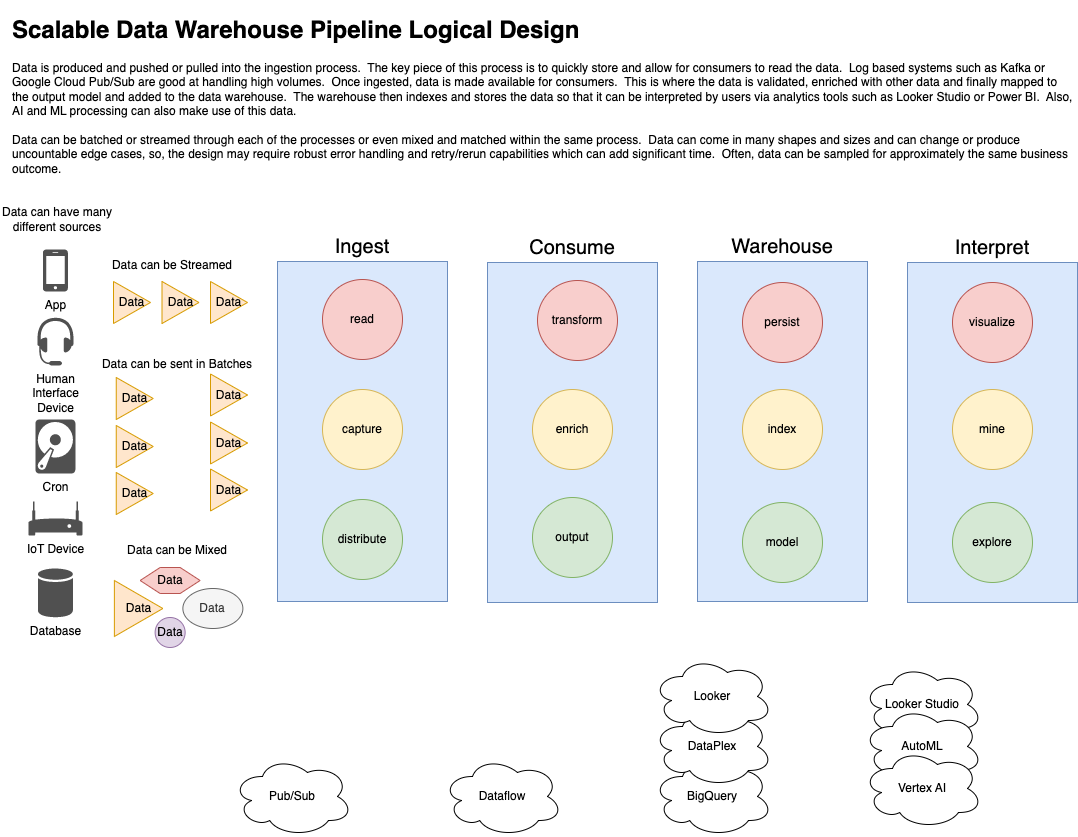 Scalable Data Warehouse Pipeline Logical Design
Data is produced and pushed or pulled into the ingestion process.  The key piece of this process is to quickly store and allow for consumers to read the data.  Log based systems such as Kafka or
Google Cloud Pub/Sub are good at handling high volumes.  Once ingested, data is made available for consumers.  This is where the data is validated, enriched with other data and finally mapped to
the output model and added to the data warehouse.  The warehouse then indexes and stores the data so that it can be interpreted by users via analytics tools such as Looker Studio or Power BI.  Also,
AI and ML processing can also make use of this data.
Data can be batched or streamed through each of the processes or even mixed and matched within the same process.  Data can come in many shapes and sizes and can change or produce
uncountable edge cases, so, the design may require robust error handling and retry/rerun capabilities which can add significant time.  Often, data can be sampled for approximately the same business
outcome.
Data can have many
different sources
App
Human
Interface
Device
Cron
IoT Device
Database
Data can be Streamed
Data
Data
Data
Data can be sent in Batches
Data
Data
Data
Data
Data
Data
Data can be Mixed
Data
Data
Data
Data
Ingest
read
capture
distribute
Consume
transform
enrich
output
Warehouse
persist
index
model
Interpret
visualize
mine
explore
Pub/Sub
Dataflow
Looker
DataPlex
BigQuery
Looker Studio
AutoML
Vertex AI